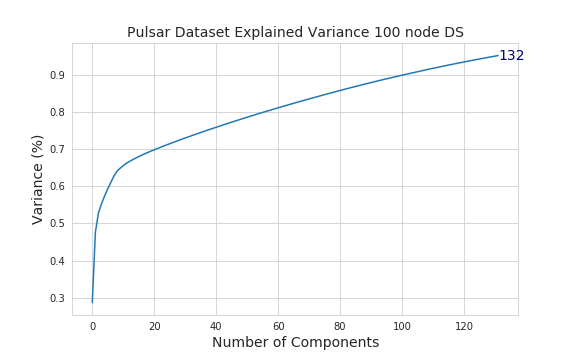 Pulsar Dataset Explained Variance 100 node DS
132
0.9
0.8
0.7
0.6
0.5
0.4
0.3
Variance (%)
0 20 40 60 80 100 120
Number of Components